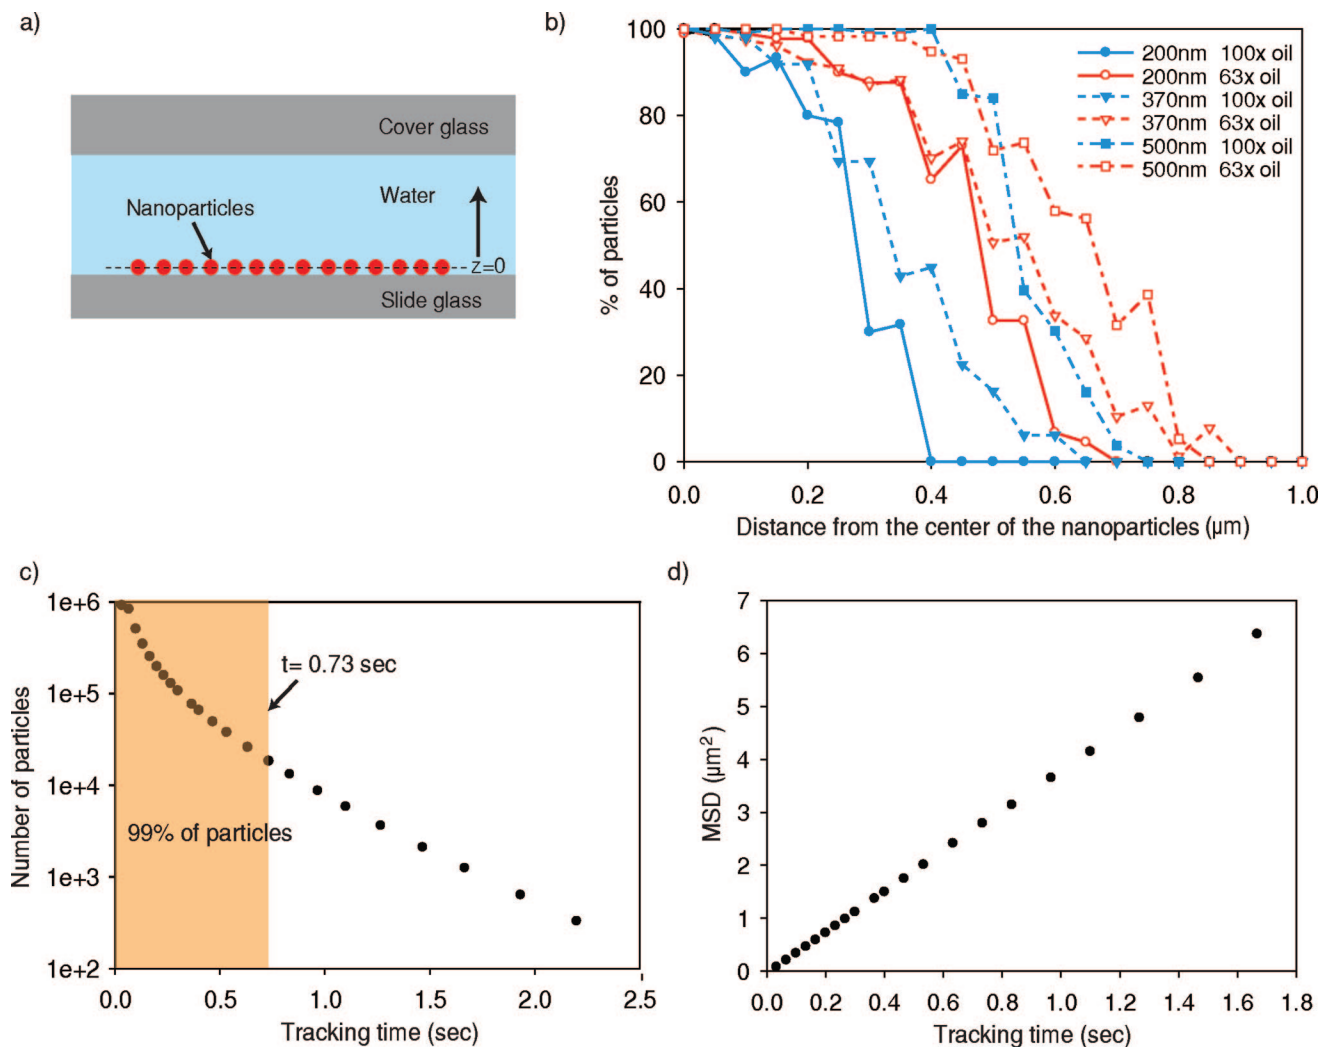 a)
Cover glass
Water
Nanoparticles
z=0
Slide glass
b)
100
80
60
40
20
0
% of particles
200nm 100x oil
200nm 63x oil
370nm 100x oil
370nm 63x oil
500nm 100x oil
500nm 63x oil
0.0 0.2 0.4 0.6 0.8 1.0
Distance from the center of the nanoparticles (µm)
c)
1e+6
1e+5
1e+4
1e+3
1e+2
Number of particles
t= 0.73 sec
99% of particles
0.0 0.5 1.0 1.5 2.0 2.5
Tracking time (sec)
d)
7
6
5
4
3
2
1
0
MSD (µm²)
0.0 0.2 0.4 0.6 0.8 1.0 1.2 1.4 1.6 1.8
Tracking time (sec)